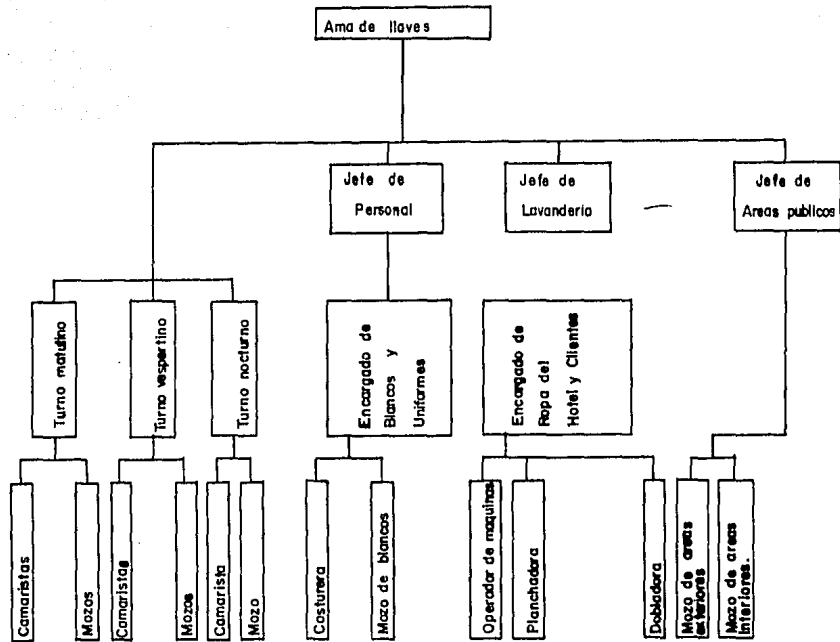 Ama de llaves
Jefe de
Personal
Jefe de
Lavanderia
Jefe de
Areas publicos
Turno matutino
Turno vespertino
Turno nocturno
Encargado de
Blancos y
Uniformes
Encargado de
Ropa del
Hotel y Clientes
Camaristas
Mozos
Camaristas
Mozos
Camarista
Mozo
Costurera
Mozo de blancos
Operador de maquinas
Planchadora
Dobladora
Mozo de areas
exteriores
Mozo de areas
interiores.